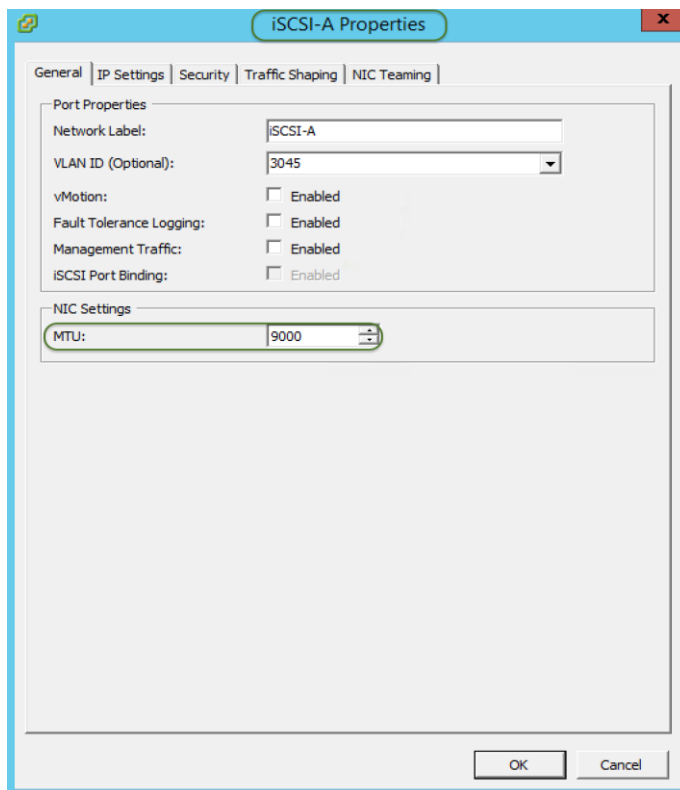 iSCSI-A Properties
x
General IP Settings Security Traffic Shaping NIC Teaming
Port Properties
Network Label: iSCSI-A
VLAN ID (Optional): 3045
vMotion: Enabled
Fault Tolerance Logging: Enabled
Management Traffic: Enabled
iSCSI Port Binding: Enabled
NIC Settings
MTU: 9000
OK Cancel